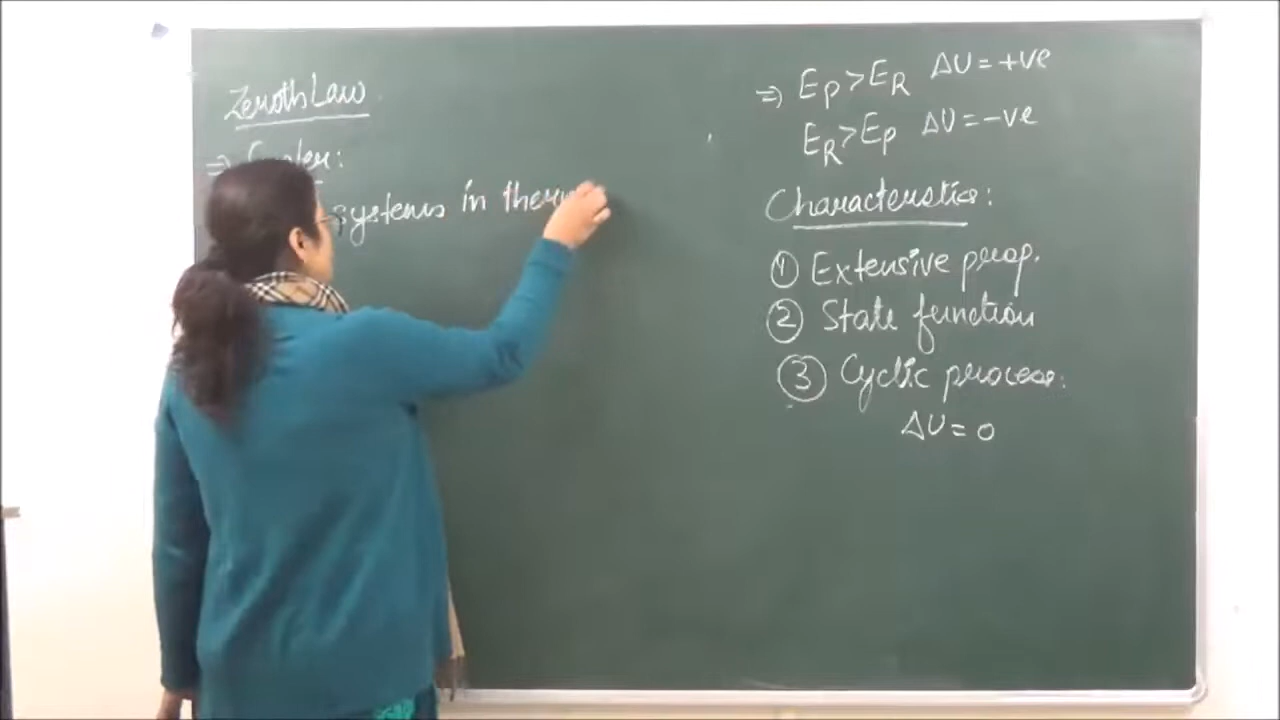 Zeroth Law
⇒
systems in therm
⇒ EP > ER ΔU = +ve
ER > EP ΔU = -ve
Characteristics:
① Extensive prop.
② State function
③ Cyclic process:
ΔU = 0